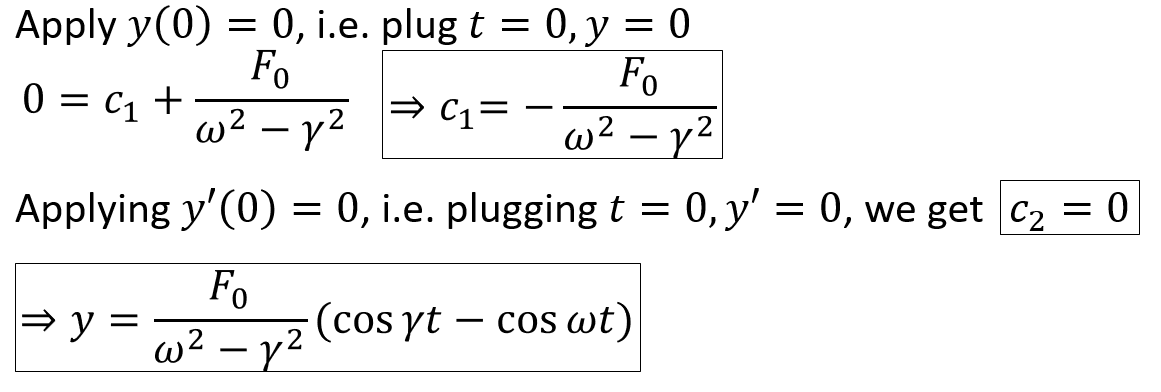 Apply y(0) = 0, i.e. plug t = 0, y = 0
0 = c₁ + F₀/(ω² − γ²) ⇒ c₁= − F₀/(ω² − γ²)
Applying y′(0) = 0, i.e. plugging t = 0, y′ = 0, we get c₂ = 0
⇒ y = F₀/(ω² − γ²) (cos γt − cos ωt)